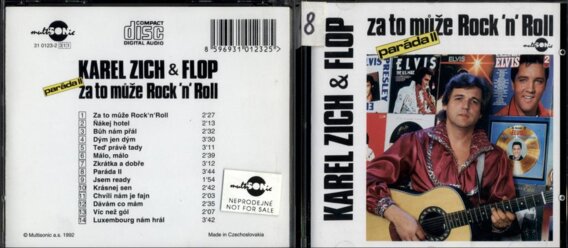 multiSONic
31 0123-2 311
COMPACT
disc
DIGITAL AUDIO
8 596931 012325 >
KAREL ZICH & FLOP
paráda II
za to může Rock 'n' Roll
1 Za to může Rock'n'Roll 2'27
2 Ňákej hotel 2'13
3 Bůh nám přál 2'32
4 Dým jen dým 3'30
5 Teď právě tady 3'11
6 Málo, málo 2'39
7 Zkrátka a dobře 3'12
8 Paráda II 3'44
9 Jsem ready 1'54
10 Krásnej sen 2'42
11 Chvíli nám je fajn 2'03
12 Dávám co mám 2'35
13 Víc než gól 2'07
14 Luxembourg nám hrál 3'42
multiSONic
NEPRODEJNÉ
NOT FOR SALE
© Multisonic a.s. 1992
Made in Czechoslovakia
8
KAREL ZICH & FLOP
za to může Rock 'n' Roll
paráda II
multiSONic
ELVIS
ELVIS
ELVIS
PRESLEY
ELVIS
2